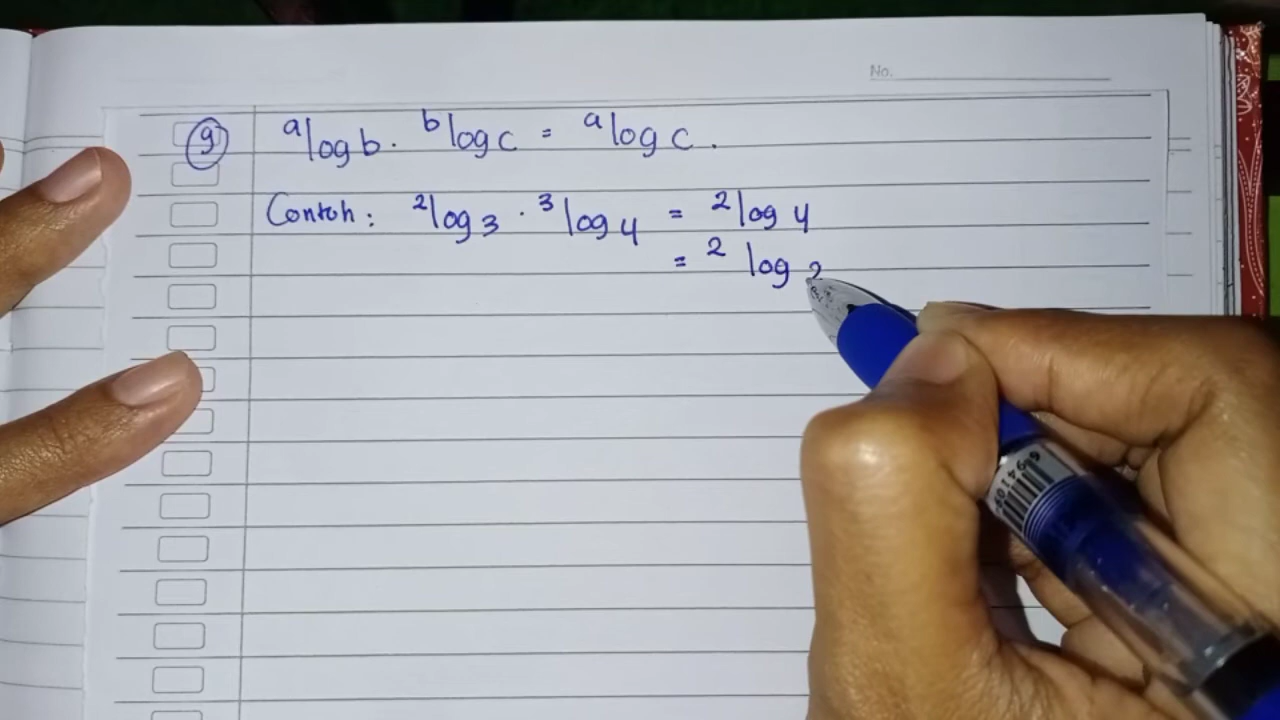 No.
9 ᵃlog b . ᵇlog c = ᵃlog c .
Contoh : ²log 3 . ³log 4 = ²log 4
= ² log 2